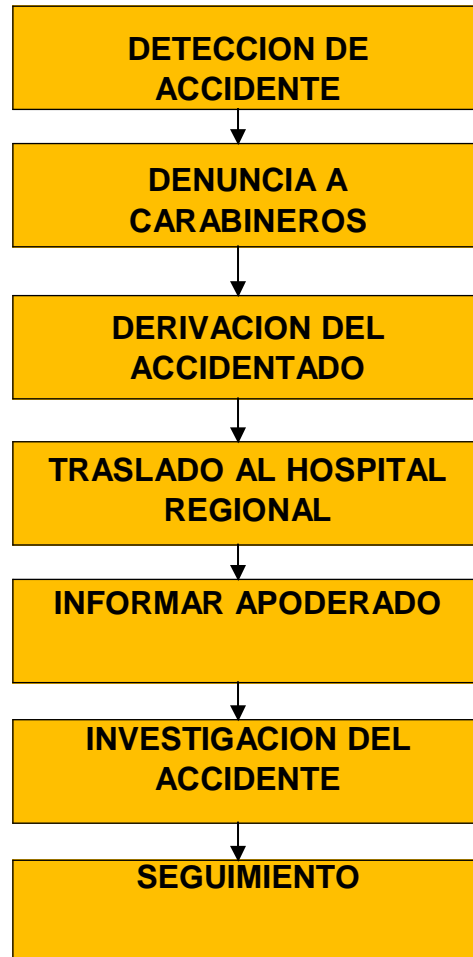 DETECCION DE
ACCIDENTE
DENUNCIA A
CARABINEROS
DERIVACION DEL
ACCIDENTADO
TRASLADO AL HOSPITAL
REGIONAL
INFORMAR APODERADO
INVESTIGACION DEL
ACCIDENTE
SEGUIMIENTO